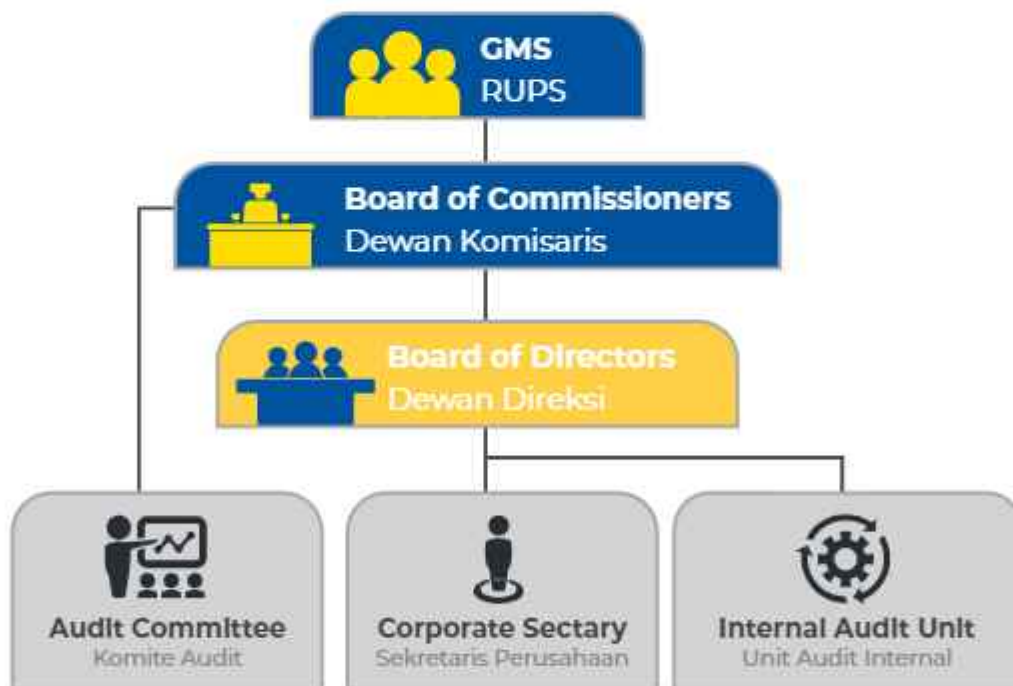 GMS
RUPS
Board of Commissioners
Dewan Komisaris
Board of Directors
Dewan Direksi
Audit Committee
Komite Audit
Corporate Sectary
Sekretaris Perusahaan
Internal Audit Unit
Unit Audit Internal